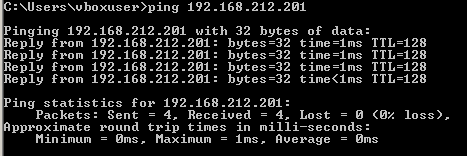 C:\Users\vboxuser>ping 192.168.212.201
Pinging 192.168.212.201 with 32 bytes of data:
Reply from 192.168.212.201: bytes=32 time=1ms TTL=128
Reply from 192.168.212.201: bytes=32 time=1ms TTL=128
Reply from 192.168.212.201: bytes=32 time=1ms TTL=128
Reply from 192.168.212.201: bytes=32 time<1ms TTL=128
Ping statistics for 192.168.212.201:
Packets: Sent = 4, Received = 4, Lost = 0 (0% loss),
Approximate round trip times in milli-seconds:
Minimum = 0ms, Maximum = 1ms, Average = 0ms